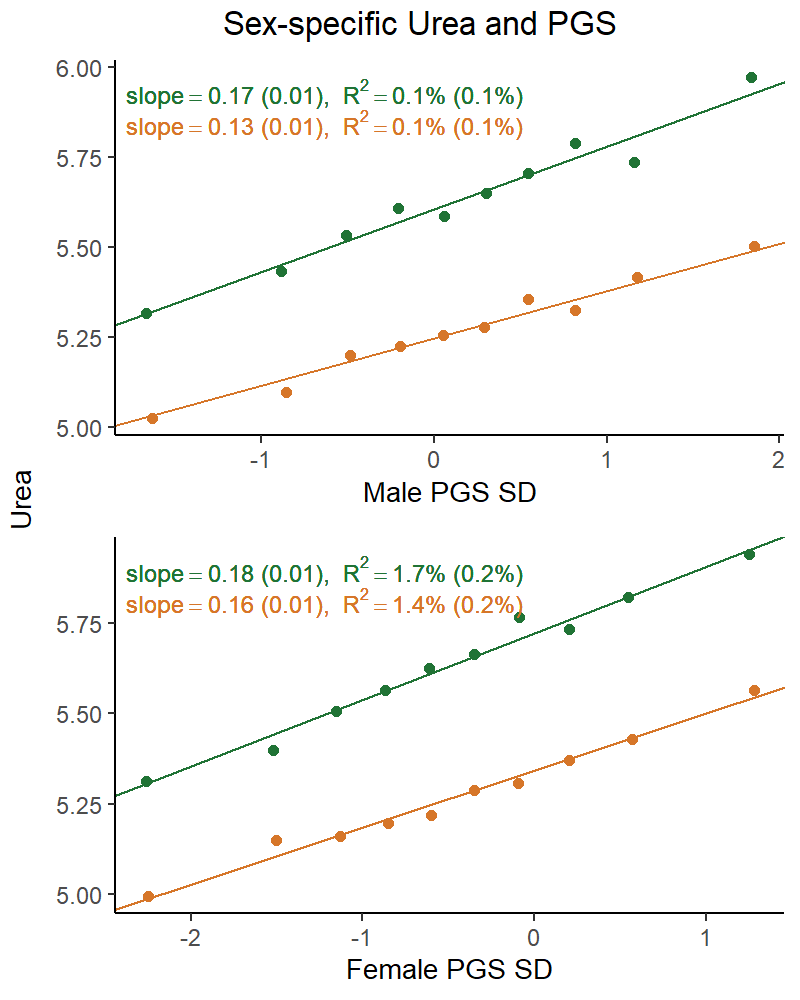 Sex-specific Urea and PGS
6.00
slope = 0.17 (0.01), R² = 0.1% (0.1%)
slope = 0.13 (0.01), R² = 0.1% (0.1%)
5.75
5.50
5.25
5.00
-1 0 1 2
Male PGS SD
Urea
slope = 0.18 (0.01), R² = 1.7% (0.2%)
slope = 0.16 (0.01), R² = 1.4% (0.2%)
5.75
5.50
5.25
5.00
-2 -1 0 1
Female PGS SD